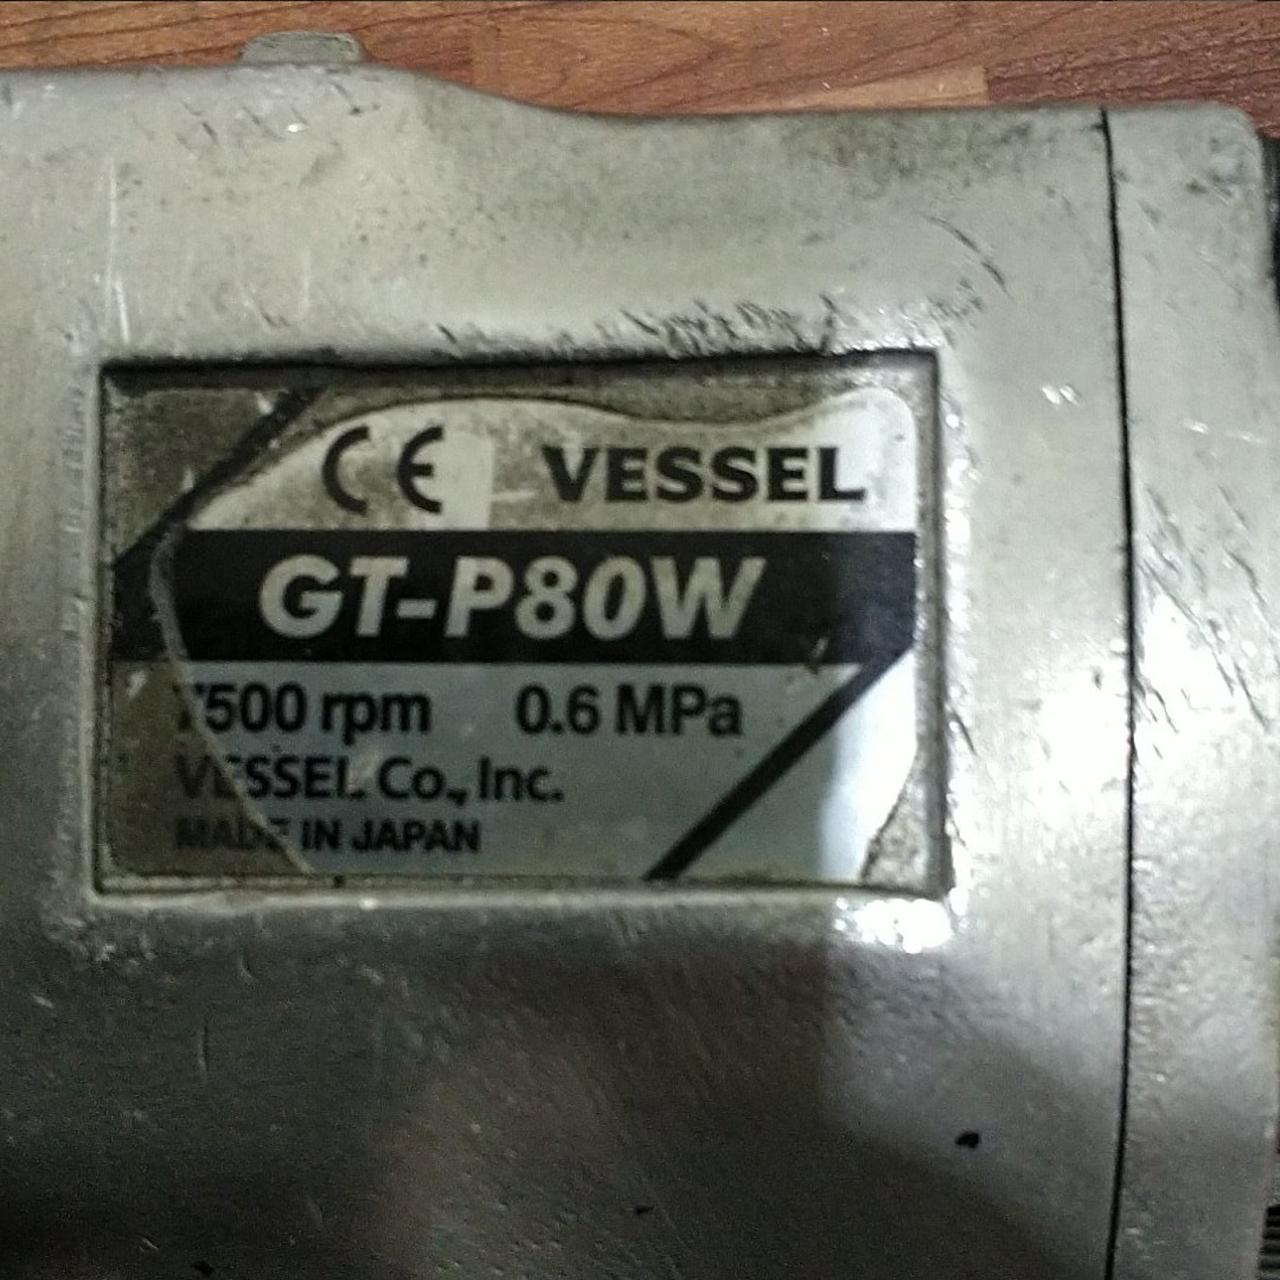 CE VESSEL
GT-P80W
7500 rpm 0.6 MPa
VESSEL Co., Inc.
MADE IN JAPAN